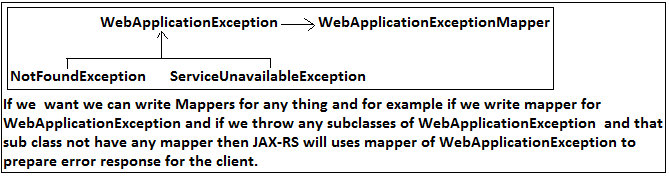 WebApplicationException WebApplicationExceptionMapper
NotFoundException ServiceUnavailableException
If we want we can write Mappers for any thing and for example if we write mapper for
WebApplicationException and if we throw any subclasses of WebApplicationException and that
sub class not have any mapper then JAX-RS will uses mapper of WebApplicationException to
prepare error response for the client.